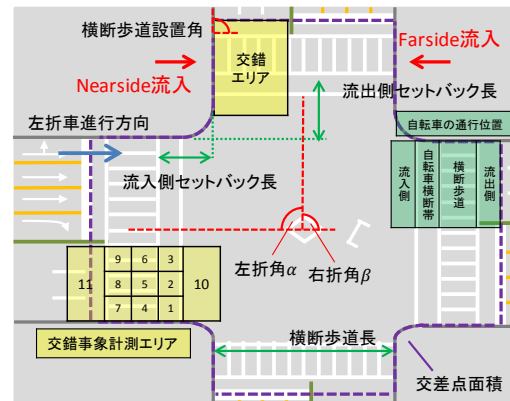 横断歩道設置角
交錯
エリア
Nearside流入
Farside流入
流出側セットバック長
左折車進行方向
自転車の通行位置
流入側セットバック長
流入側
自転車横断帯
横断歩道
流出側
左折角α
右折角β
11
9 6 3
8 5 2
7 4 1
10
交錯事象計測エリア
横断歩道長
交差点面積